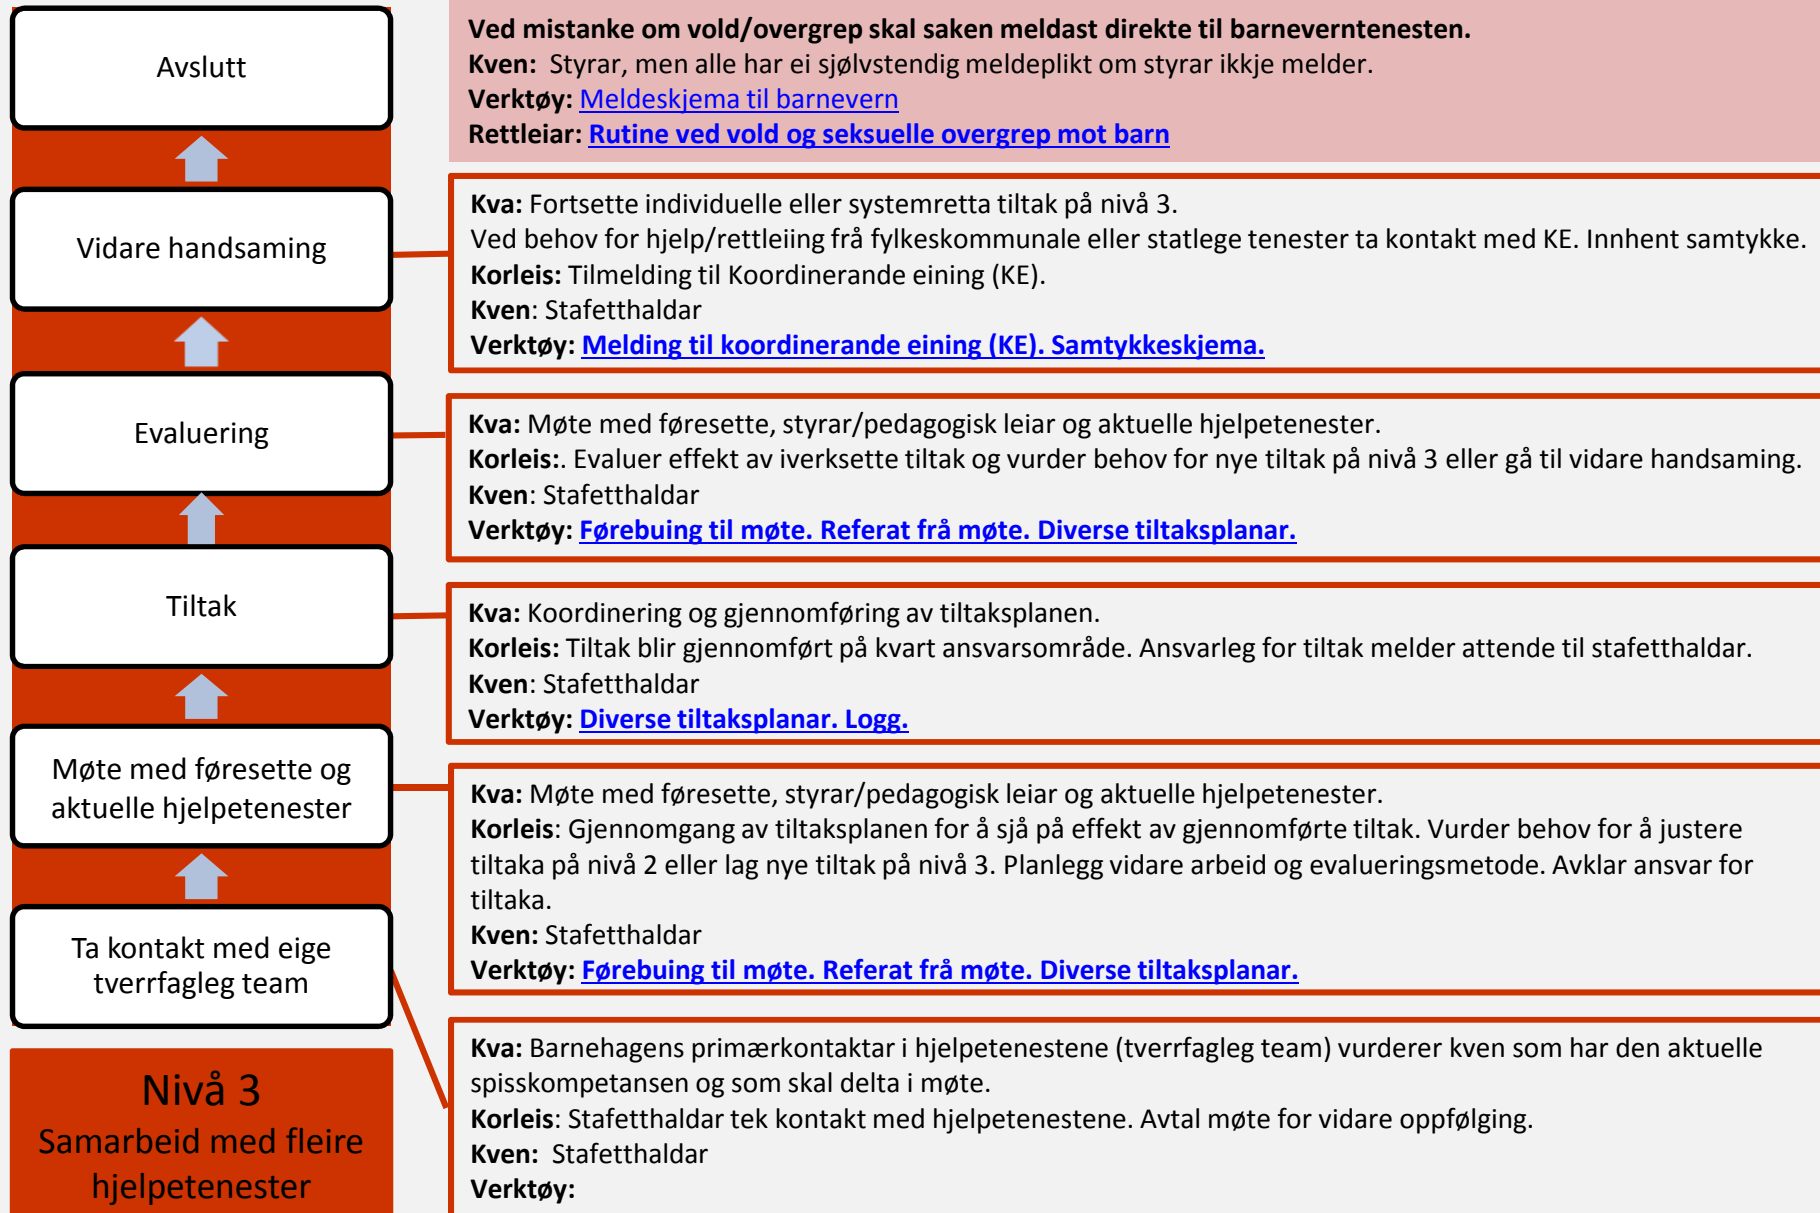 Avslutt
Ved mistanke om vold/overgrep skal saken meldast direkte til barneverntenesten.
Kven:  Styrar, men alle har ei sjølvstendig meldeplikt om styrar ikkje melder.
Verktøy: Meldeskjema til barnevern
Rettleiar: Rutine ved vold og seksuelle overgrep mot barn
Vidare handsaming
Kva: Fortsette individuelle eller systemretta tiltak på nivå 3.
Ved behov for hjelp/rettleiing frå fylkeskommunale eller statlege tenester ta kontakt med KE. Innhent samtykke.
Korleis: Tilmelding til Koordinerande eining (KE).
Kven: Stafetthaldar
Verktøy: Melding til koordinerande eining (KE). Samtykkeskjema.
Evaluering
Kva: Møte med føresette, styrar/pedagogisk leiar og aktuelle hjelpetenester.
Korleis:. Evaluer effekt av iverksette tiltak og vurder behov for nye tiltak på nivå 3 eller gå til vidare handsaming.
Kven: Stafetthaldar
Verktøy: Førebuing til møte. Referat frå møte. Diverse tiltaksplanar.
Tiltak
Kva: Koordinering og gjennomføring av tiltaksplanen.
Korleis: Tiltak blir gjennomført på kvart ansvarsområde. Ansvarleg for tiltak melder attende til stafetthaldar.
Kven: Stafetthaldar
Verktøy: Diverse tiltaksplanar. Logg.
Møte med føresette og
aktuelle hjelpetenester
Kva: Møte med føresette, styrar/pedagogisk leiar og aktuelle hjelpetenester.
Korleis: Gjennomgang av tiltaksplanen for å sjå på effekt av gjennomførte tiltak. Vurder behov for å justere
tiltaka på nivå 2 eller lag nye tiltak på nivå 3. Planlegg vidare arbeid og evalueringsmetode. Avklar ansvar for
tiltaka.
Kven: Stafetthaldar
Verktøy: Førebuing til møte. Referat frå møte. Diverse tiltaksplanar.
Ta kontakt med eige
tverrfagleg team
Kva: Barnehagens primærkontaktar i hjelpetenestene (tverrfagleg team) vurderer kven som har den aktuelle
spisskompetansen og som skal delta i møte.
Korleis: Stafetthaldar tek kontakt med hjelpetenestene. Avtal møte for vidare oppfølging.
Kven:  Stafetthaldar
Verktøy:
Nivå 3
Samarbeid med fleire
hjelpetenester